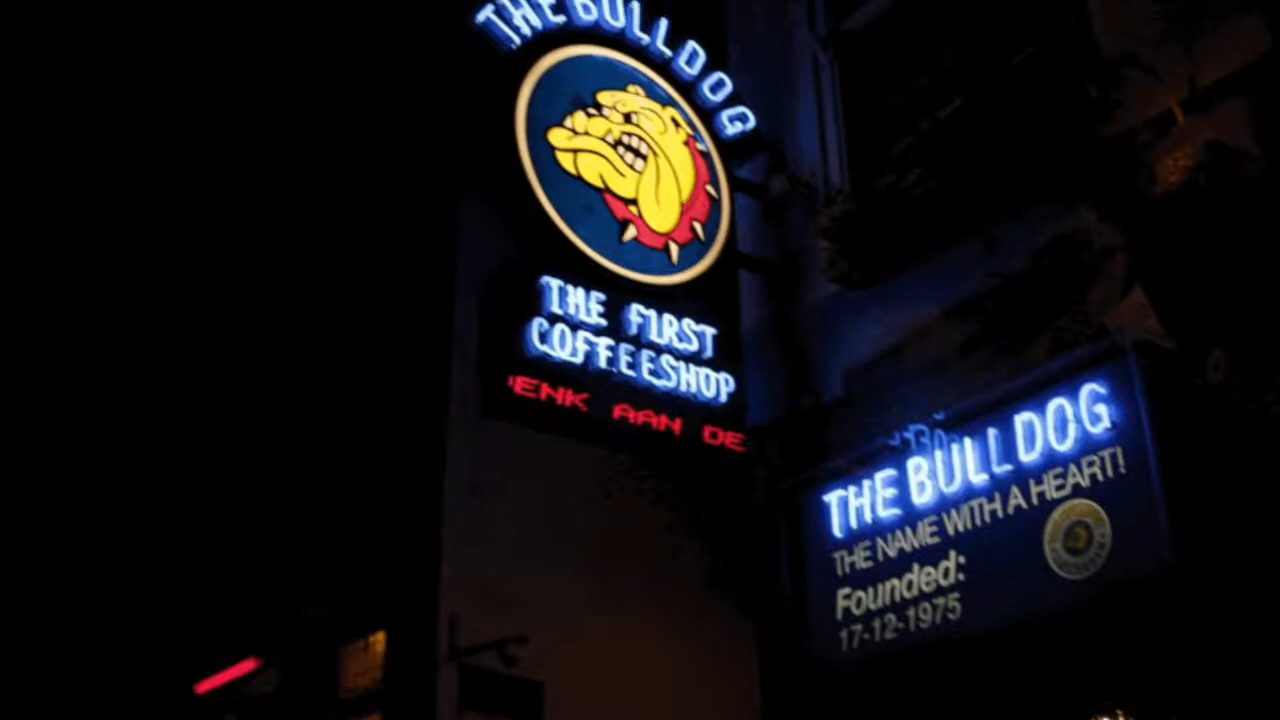 THE BULLDOG
THE FIRST
COFFEESHOP
ENK AAN DE
THE BULLDOG
THE NAME WITH A HEART!
Founded:
17-12-1975